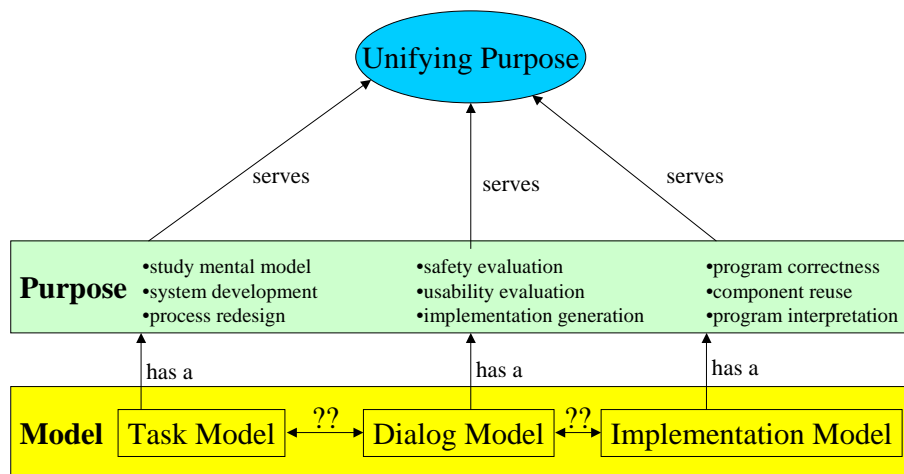 Unifying Purpose
serves
serves
serves
Purpose
•study mental model
•system development
•process redesign
•safety evaluation
•usability evaluation
•implementation generation
•program correctness
•component reuse
•program interpretation
has a
has a
has a
Model
Task Model
??
Dialog Model
??
Implementation Model